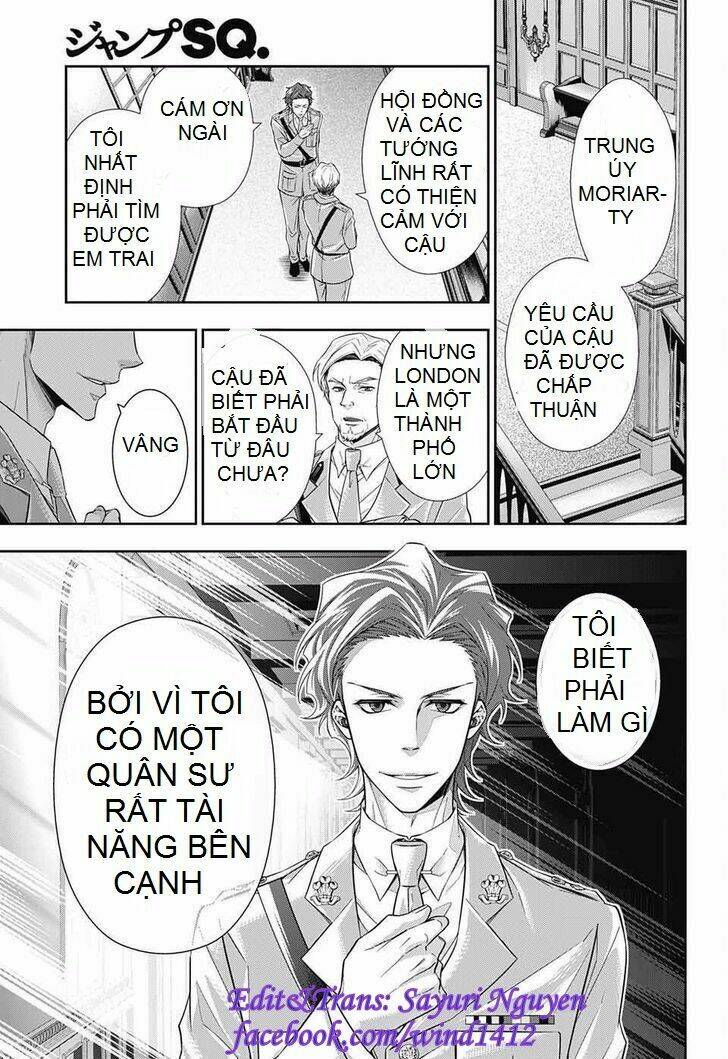 ジャンプSQ.
TRUNG
ÚY
MORIAR-
TY
YÊU CẦU
CỦA CẬU
ĐÃ ĐƯỢC
CHẤP
THUẬN
HỘI ĐỒNG
VÀ CÁC
TƯỚNG
LĨNH RẤT
CÓ THIỆN
CẢM VỚI
CẬU
CÁM ƠN
NGÀI
TÔI
NHẤT
ĐỊNH
PHẢI TÌM
ĐƯỢC
EM TRAI
NHƯNG
LONDON
LÀ MỘT
THÀNH
PHỐ
LỚN
CẬU ĐÃ
BIẾT PHẢI
BẮT ĐẦU
TỪ ĐÂU
CHƯA?
VÂNG
TÔI
BIẾT
PHẢI
LÀM GÌ
BỞI VÌ TÔI
CÓ MỘT
QUÂN SƯ
RẤT TÀI
NĂNG BÊN
CẠNH
Edit&Trans: Sayuri Nguyen
facebook.com/wind1412